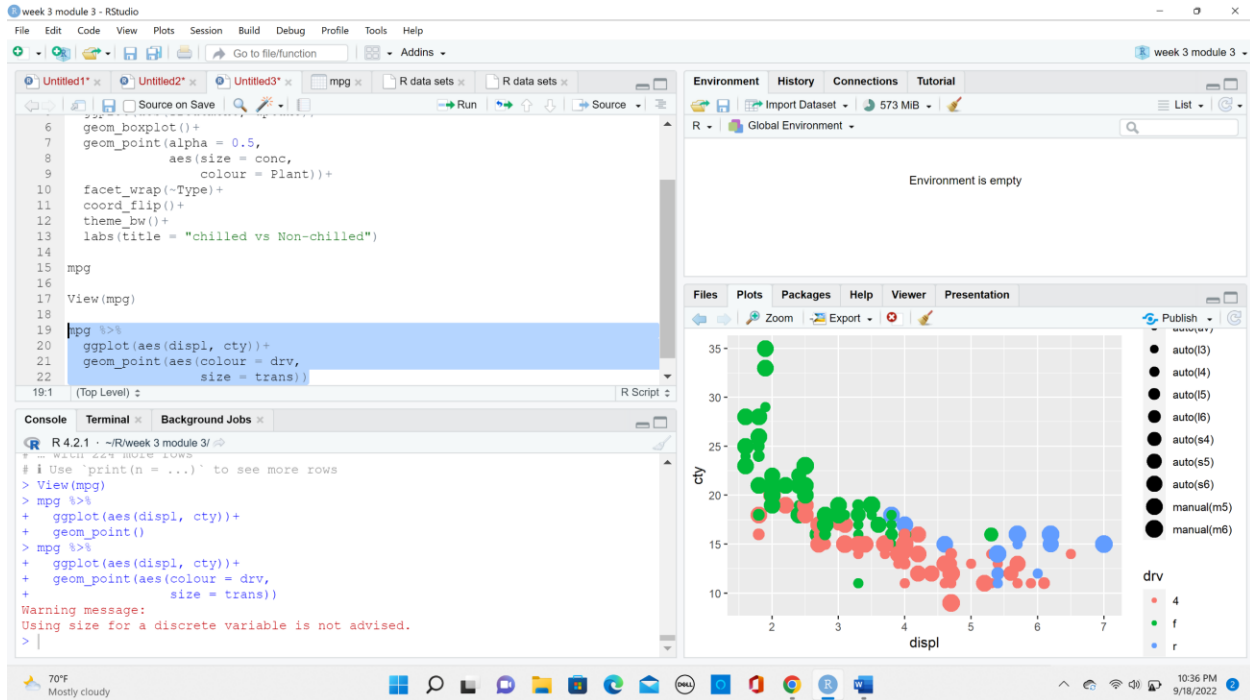 week 3 module 3 - RStudio
File Edit Code View Plots Session Build Debug Profile Tools Help
Go to file/function Addins
week 3 module 3
Untitled1* Untitled2* Untitled3* mpg R data sets R data sets
Source on Save Run Source
6 geom_boxplot()+
7 geom_point(alpha = 0.5,
8 aes(size = conc,
9 colour = Plant))+
10 facet_wrap(~Type)+
11 coord_flip()+
12 theme_bw()+
13 labs(title = "chilled vs Non-chilled")
14
15 mpg
16
17 View(mpg)
18
19 mpg %>%
20 ggplot(aes(displ, cty))+
21 geom_point(aes(colour = drv,
22 size = trans))
19:1 (Top Level) R Script
Console Terminal Background Jobs
R 4.2.1 · ~/R/week 3 module 3/
# … with 224 more rows
# ℹ Use `print(n = ...)` to see more rows
> View(mpg)
> mpg %>%
+ ggplot(aes(displ, cty))+
+ geom_point()
> mpg %>%
+ ggplot(aes(displ, cty))+
+ geom_point(aes(colour = drv,
+ size = trans))
Warning message:
Using size for a discrete variable is not advised.
>
Environment History Connections Tutorial
Import Dataset 573 MiB List
R Global Environment
Environment is empty
Files Plots Packages Help Viewer Presentation
Zoom Export Publish
35
30
25
20
15
10
cty
2 3 4 5 6 7
displ
auto(av)
auto(l3)
auto(l4)
auto(l5)
auto(l6)
auto(s4)
auto(s5)
auto(s6)
manual(m5)
manual(m6)
drv
4
f
r
70°F
Mostly cloudy
DELL
10:36 PM
9/18/2022
2